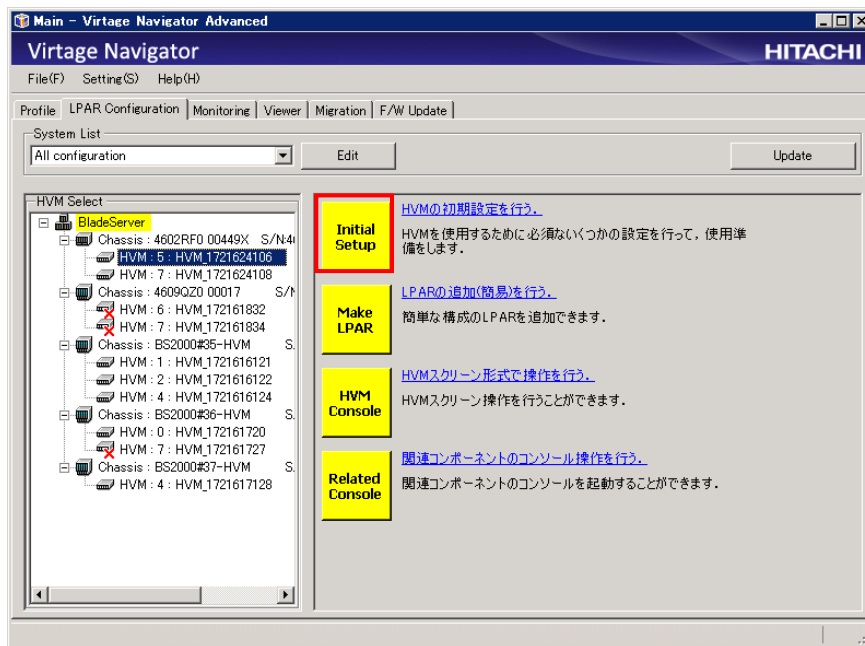 Main - Virtage Navigator Advanced
Virtage Navigator
HITACHI
File(F) Setting(S) Help(H)
Profile LPAR Configuration Monitoring Viewer Migration F/W Update
System List
All configuration
Edit
Update
HVM Select
BladeServer
Chassis : 4602RF0 00449X S/N:4
HVM : 5 : HVM_1721624106
HVM : 7 : HVM_1721624108
Chassis : 4609QZ0 00017 S/N
HVM : 6 : HVM_172161832
HVM : 7 : HVM_172161834
Chassis : BS2000#35-HVM S.
HVM : 1 : HVM_1721616121
HVM : 2 : HVM_1721616122
HVM : 4 : HVM_1721616124
Chassis : BS2000#36-HVM S.
HVM : 0 : HVM_172161720
HVM : 7 : HVM_172161727
Chassis : BS2000#37-HVM S.
HVM : 4 : HVM_1721617128
Initial
Setup
HVMの初期設定を行う．
HVMを使用するために必須ないくつかの設定を行って，使用準
備をします．
Make
LPAR
LPARの追加(簡易)を行う．
簡単な構成のLPARを追加できます．
HVM
Console
HVMスクリーン形式で操作を行う．
HVMスクリーン操作を行うことができます．
Related
Console
関連コンポーネントのコンソール操作を行う．
関連コンポーネントのコンソールを起動することができます．